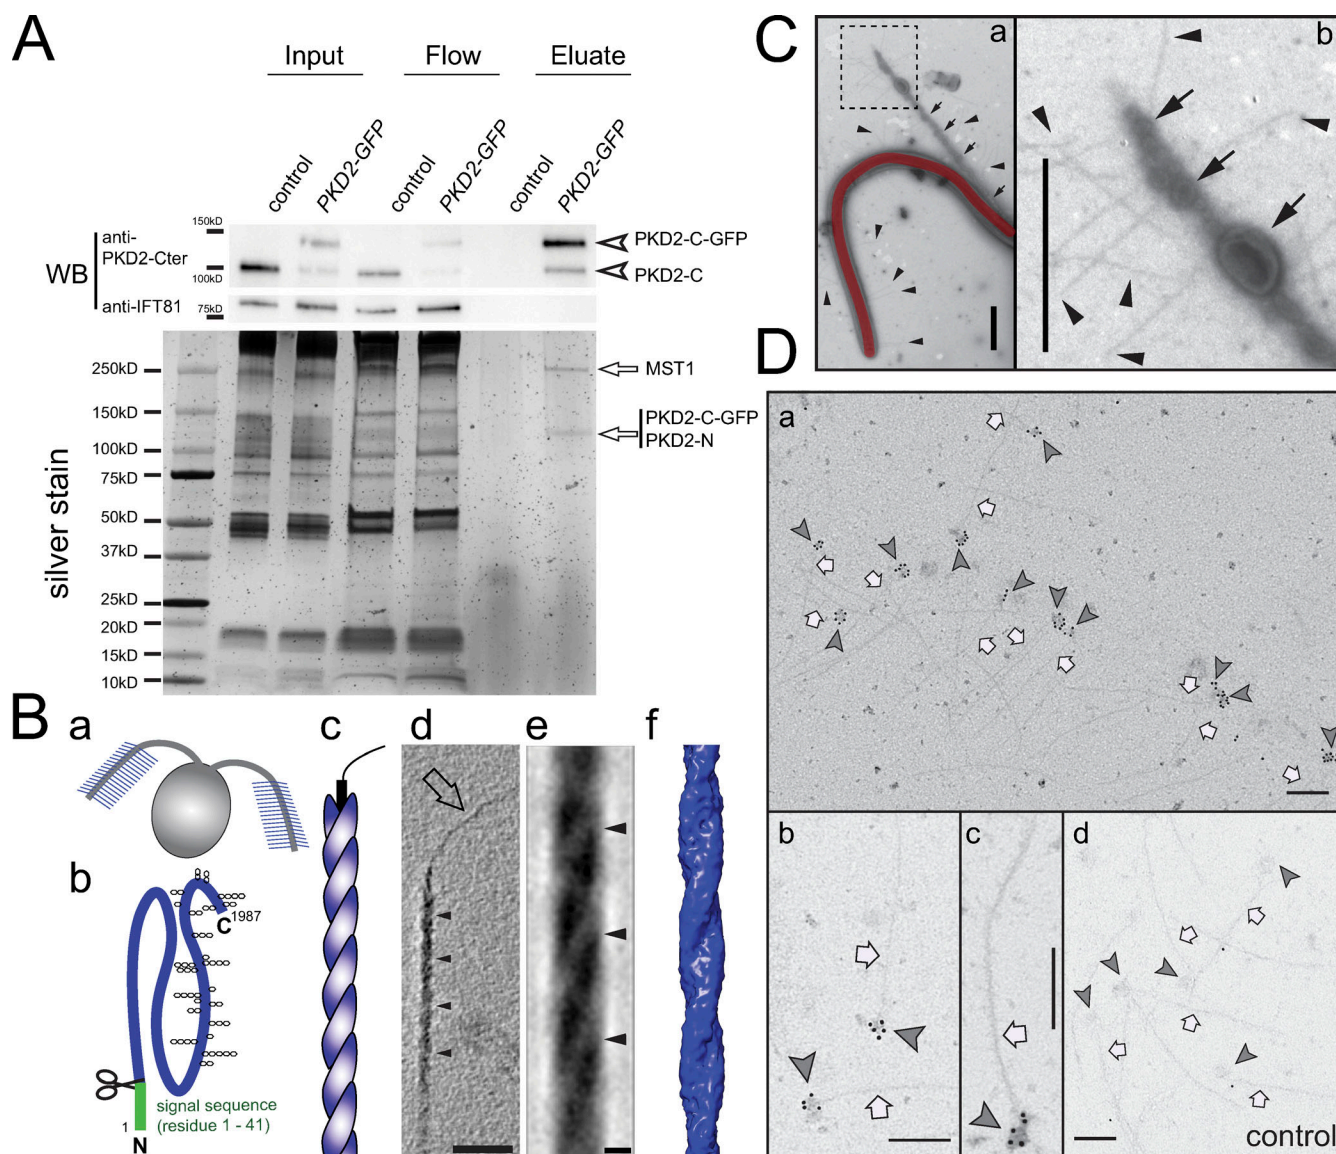 A
Input
Flow
Eluate
control
PKD2-GFP
control
PKD2-GFP
control
PKD2-GFP
WB
anti-
PKD2-Cter
150kD
100kD
PKD2-C-GFP
PKD2-C
anti-IFT81
75kD
silver stain
250kD
150kD
100kD
75kD
50kD
37kD
25kD
20kD
15kD
10kD
MST1
PKD2-C-GFP
PKD2-N
B
a
b
C
1987
signal sequence
(residue 1 - 41)
1
N
c
d
e
f
C
a
b
D
a
b
c
d
control